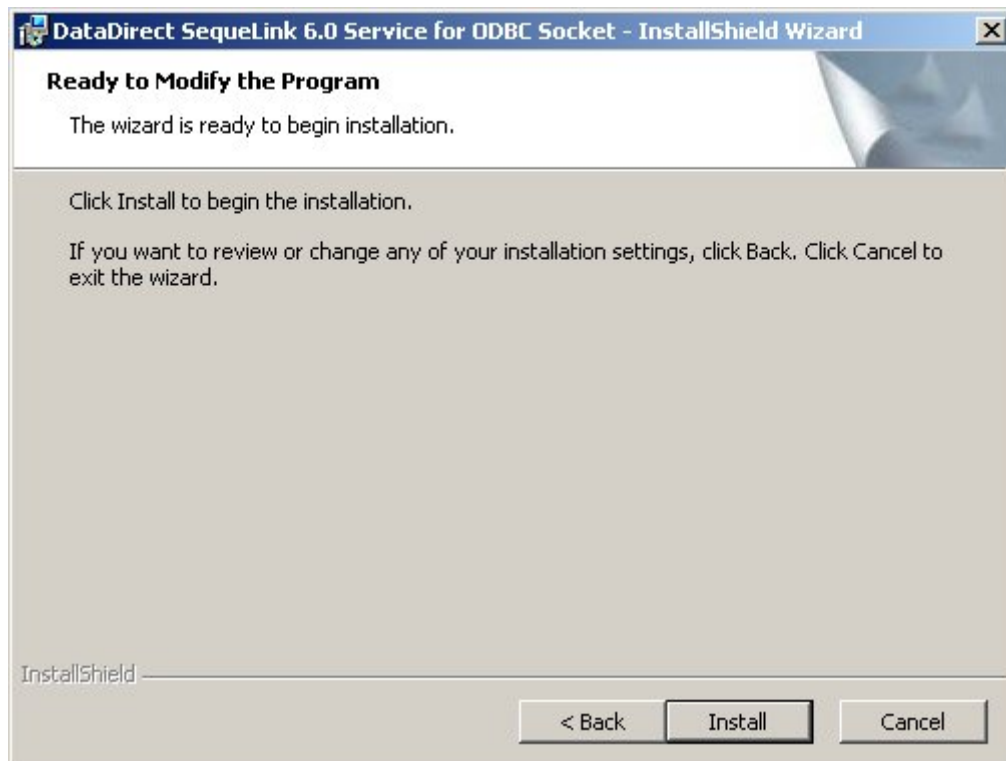 DataDirect SequeLink 6.0 Service for ODBC Socket - InstallShield Wizard
Ready to Modify the Program
The wizard is ready to begin installation.
Click Install to begin the installation.
If you want to review or change any of your installation settings, click Back. Click Cancel to
exit the wizard.
InstallShield
< Back Install Cancel